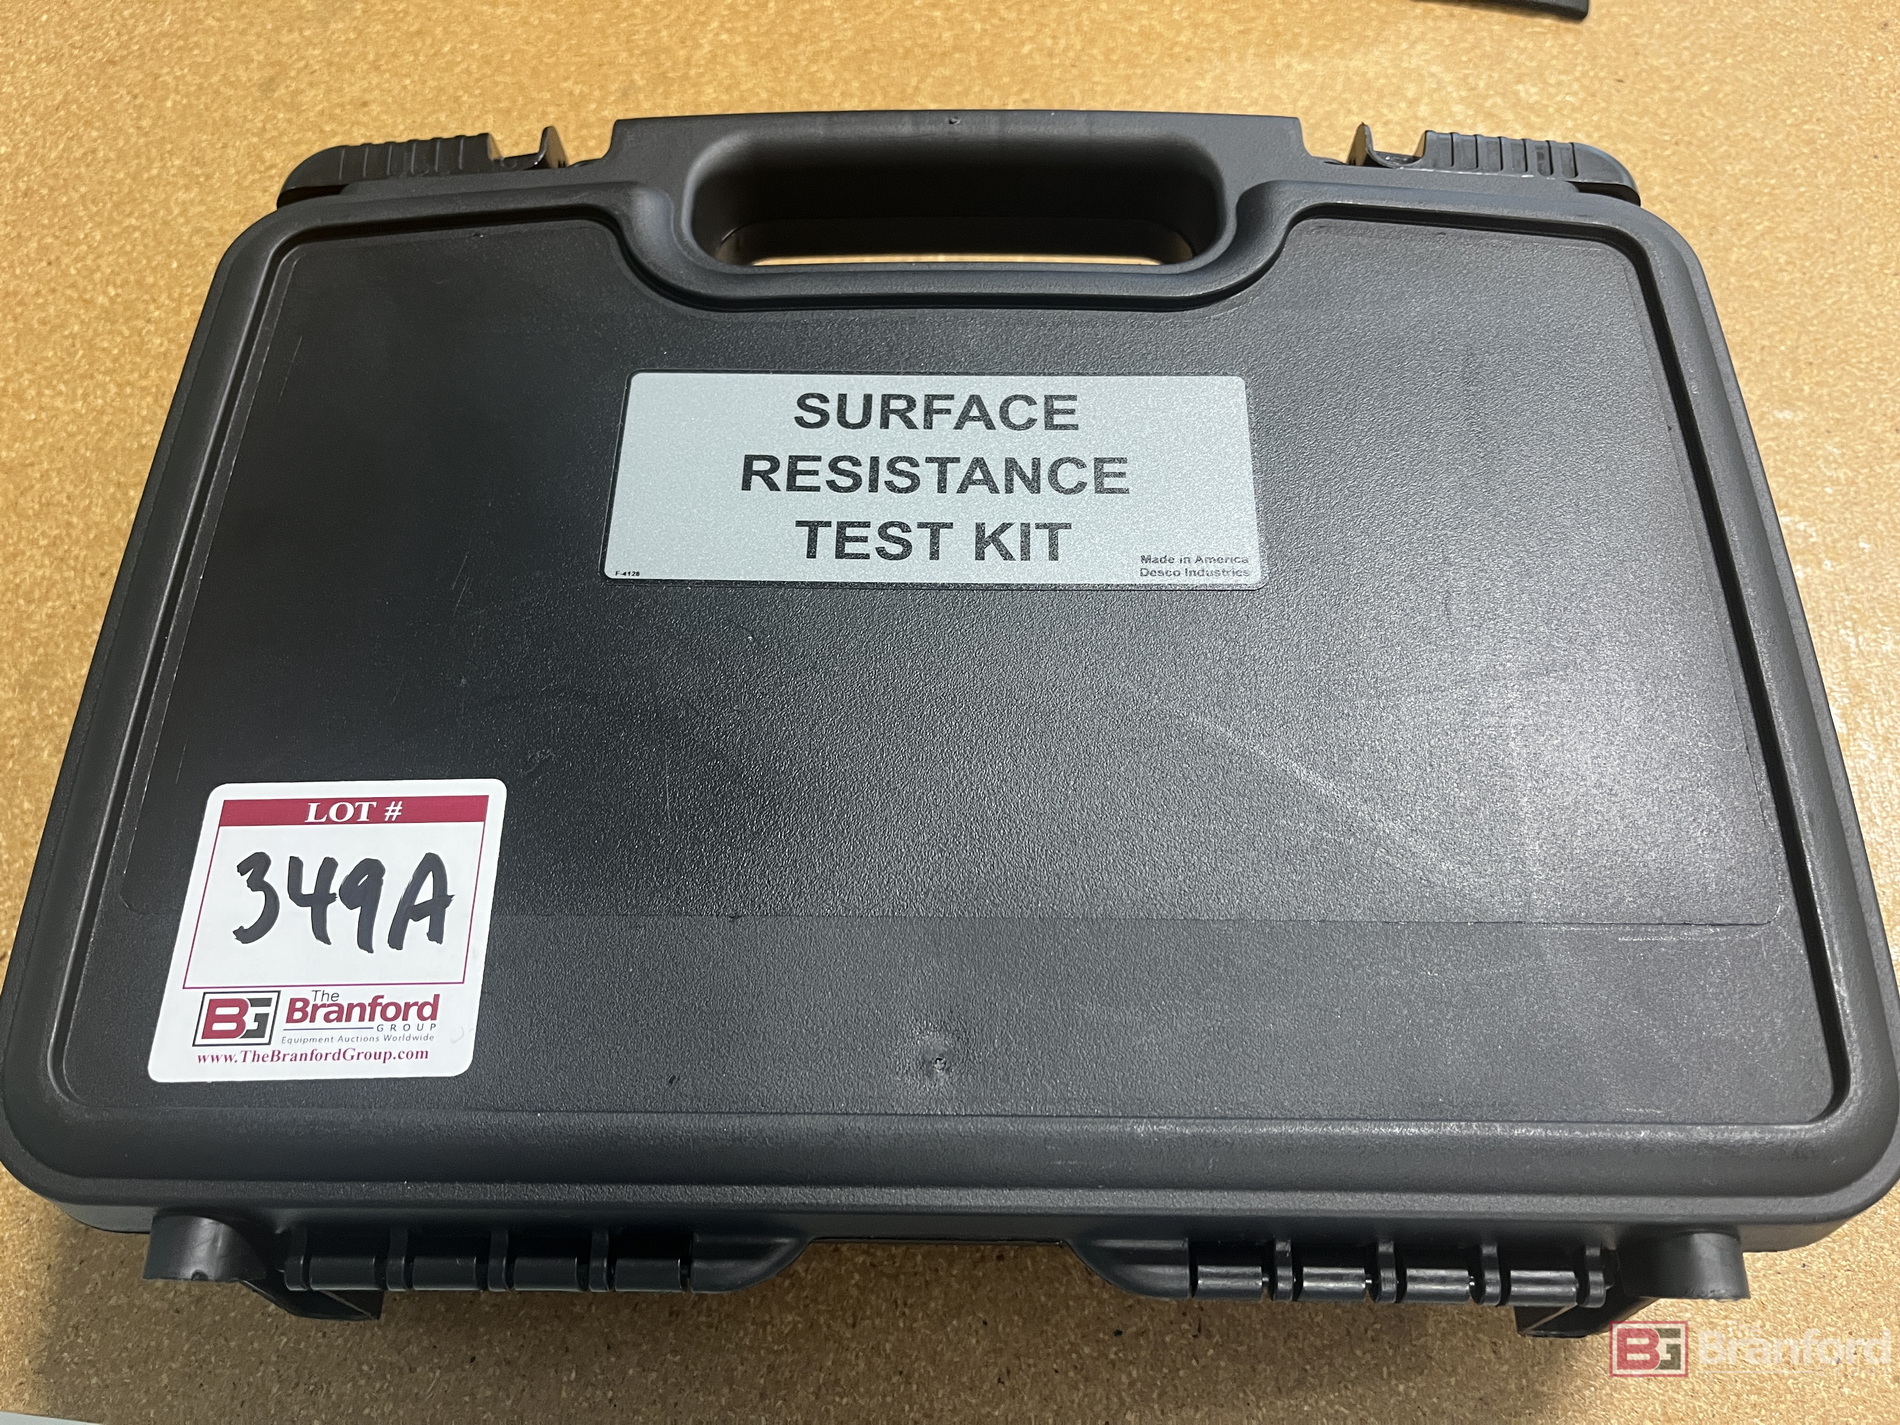 SURFACE
RESISTANCE
TEST KIT
F-4128
Made in America
Desco Industries
LOT #
349A
BG The Branford
GROUP
Equipment Auctions Worldwide
www.TheBranfordGroup.com
BG Branford